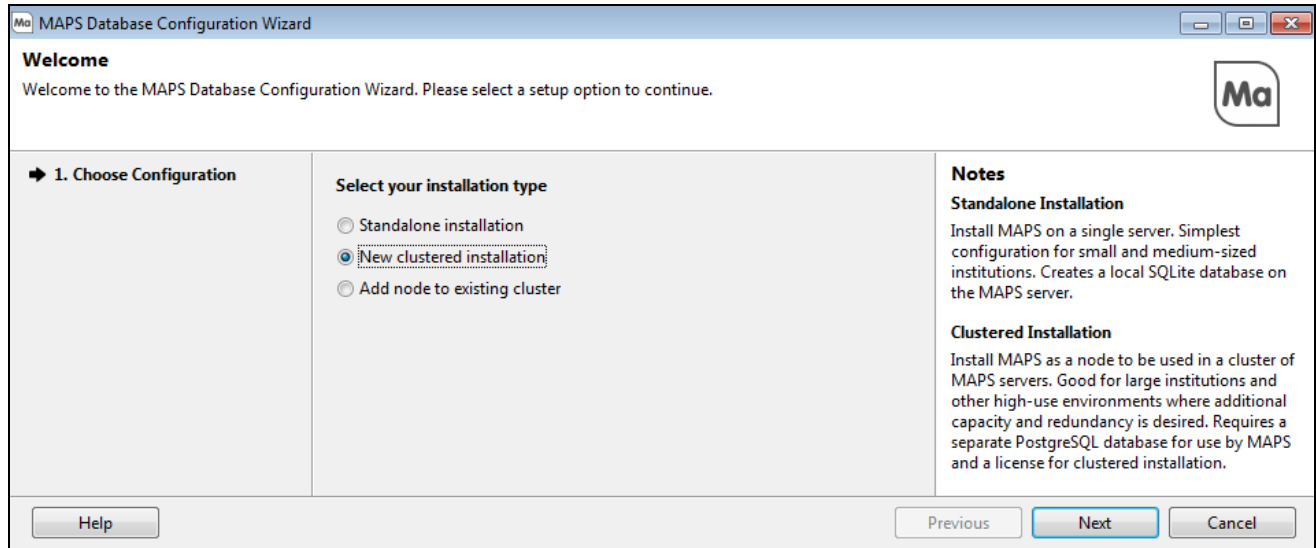 Ma MAPS Database Configuration Wizard
Welcome
Welcome to the MAPS Database Configuration Wizard. Please select a setup option to continue.
Ma
1. Choose Configuration
Select your installation type
Standalone installation
New clustered installation
Add node to existing cluster
Notes
Standalone Installation
Install MAPS on a single server. Simplest
configuration for small and medium-sized
institutions. Creates a local SQLite database on
the MAPS server.
Clustered Installation
Install MAPS as a node to be used in a cluster of
MAPS servers. Good for large institutions and
other high-use environments where additional
capacity and redundancy is desired. Requires a
separate PostgreSQL database for use by MAPS
and a license for clustered installation.
Help
Previous
Next
Cancel